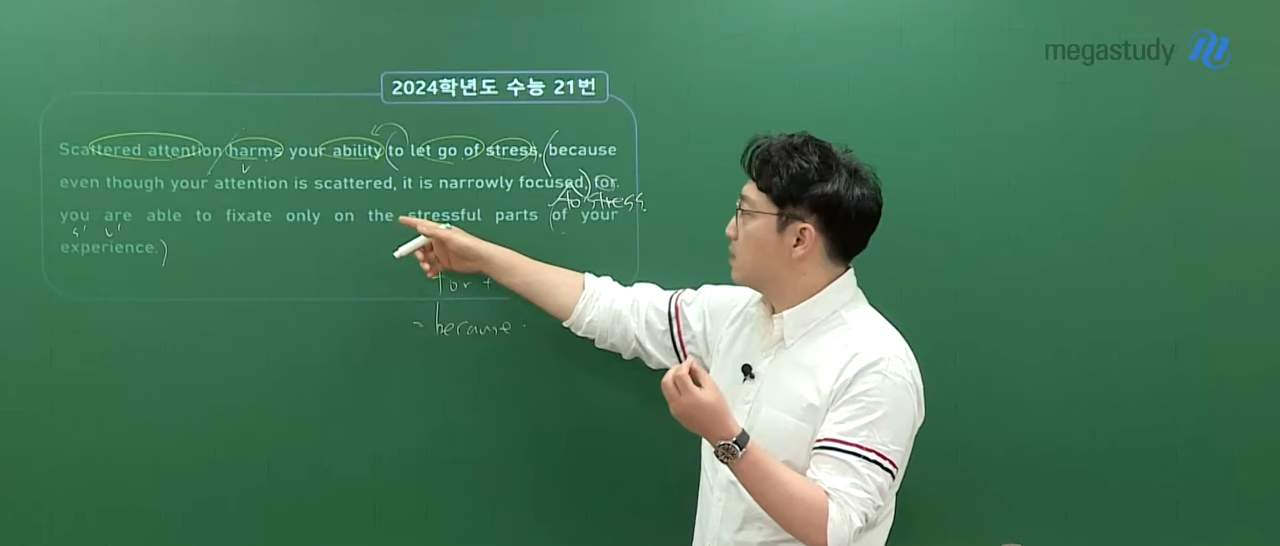 megastudy
2024학년도 수능 21번
Scattered attention harms your ability to let go of stress, because
even though your attention is scattered, it is narrowly focused, for
to stress.
you are able to fixate only on the stressful parts of your
s' v'
experience.)
for +
= because.